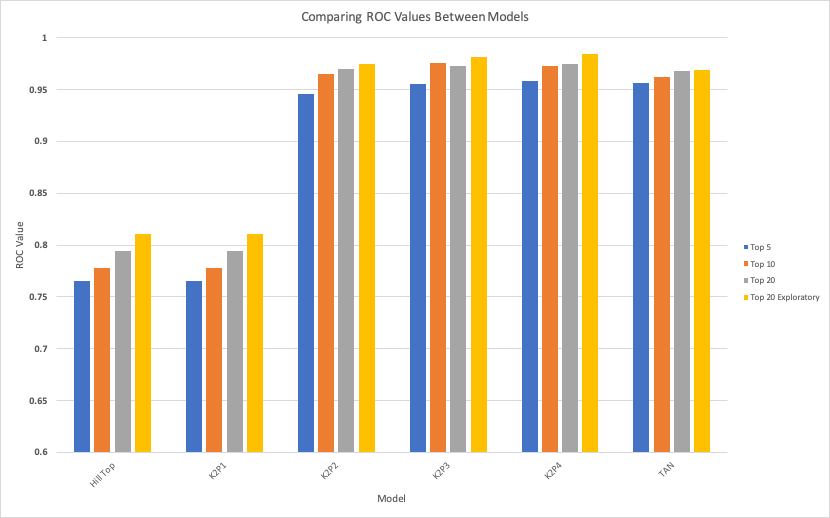 Comparing ROC Values Between Models
1
0.95
0.9
0.85
0.8
0.75
0.7
0.65
0.6
ROC Value
Hill Top
K2P1
K2P2
K2P3
K2P4
TAN
Model
Top 5
Top 10
Top 20
Top 20 Exploratory